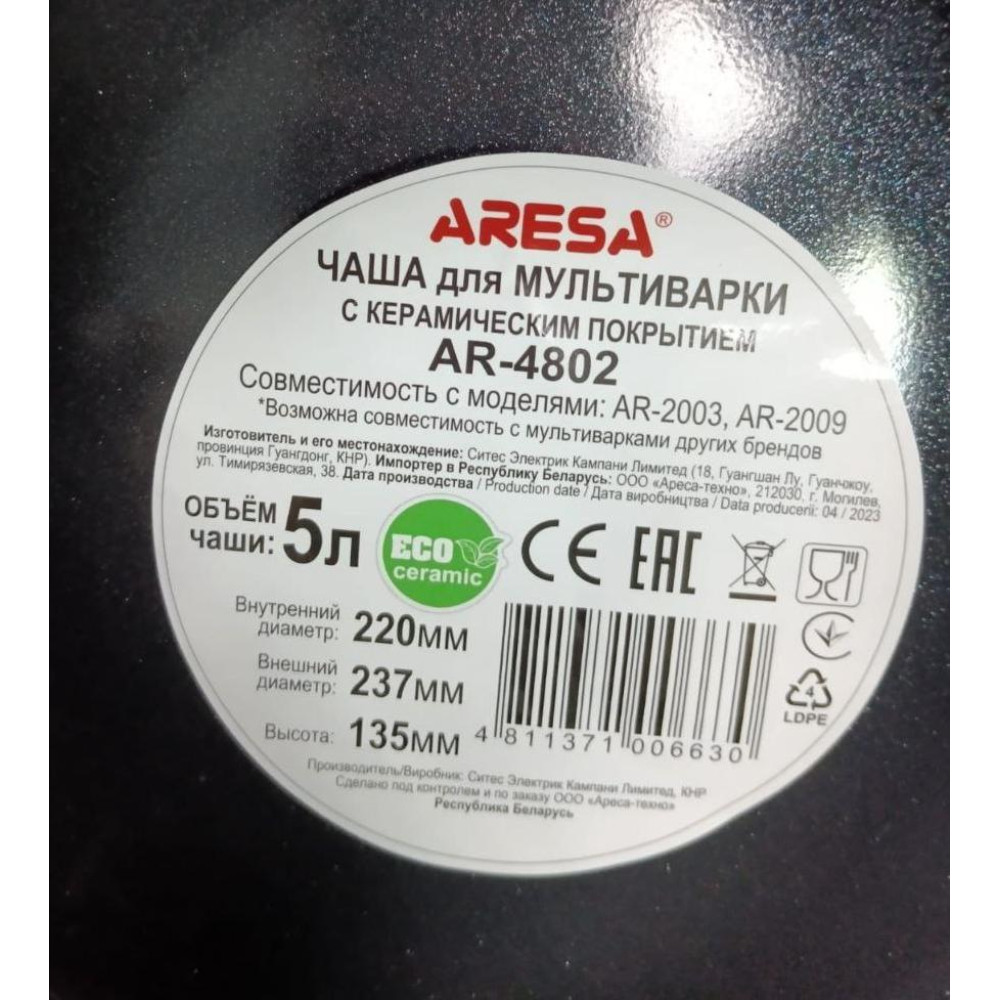 ARESA®
ЧАША для МУЛЬТИВАРКИ
С КЕРАМИЧЕСКИМ ПОКРЫТИЕМ
AR-4802
Совместимость с моделями: AR-2003, AR-2009
*Возможна совместимость с мультиварками других брендов
Изготовитель и его местонахождение: Ситес Электрик Кампани Лимитед (18, Гуангшан Лу, Гуанчжоу,
провинция Гуангдонг, КНР). Импортер в Республику Беларусь: ООО «Ареса-техно», 212030, г. Могилев,
ул. Тимирязевская, 38. Дата производства / Production date / Дата виробництва / Data producerii: 04 / 2023
ОБЪЁМ
чаши: 5л
ECO
ceramic
CE EAC
Внутренний
диаметр: 220мм
Внешний
диаметр: 237мм
Высота: 135мм
4 811371 006630
4
LDPE
Производитель/Виробник: Ситес Электрик Кампани Лимитед, КНР
Сделано под контролем и по заказу ООО «Ареса-техно»
Республика Беларусь